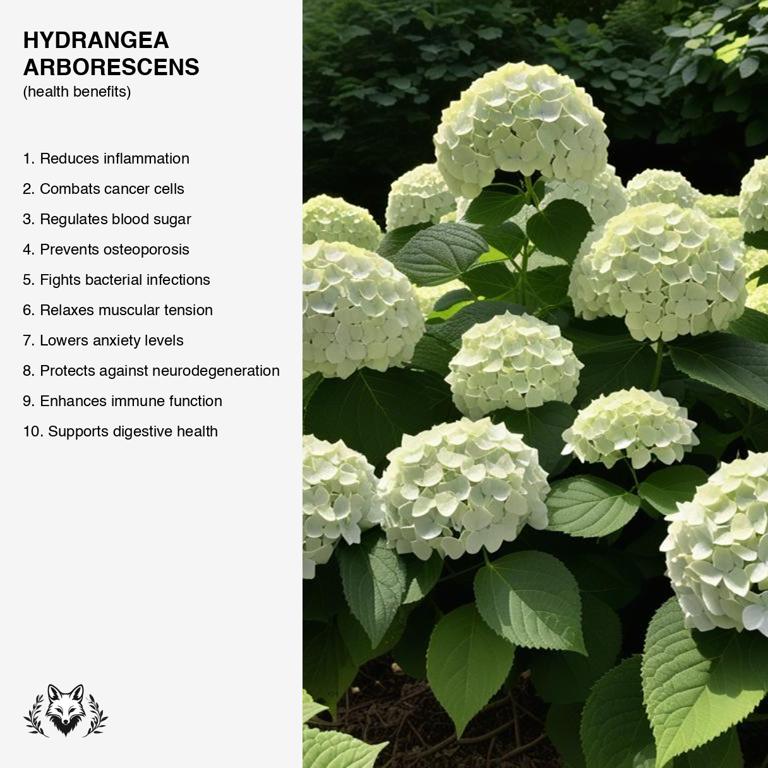 HYDRANGEA
ARBORESCENS
(health benefits)
1. Reduces inflammation
2. Combats cancer cells
3. Regulates blood sugar
4. Prevents osteoporosis
5. Fights bacterial infections
6. Relaxes muscular tension
7. Lowers anxiety levels
8. Protects against neurodegeneration
9. Enhances immune function
10. Supports digestive health